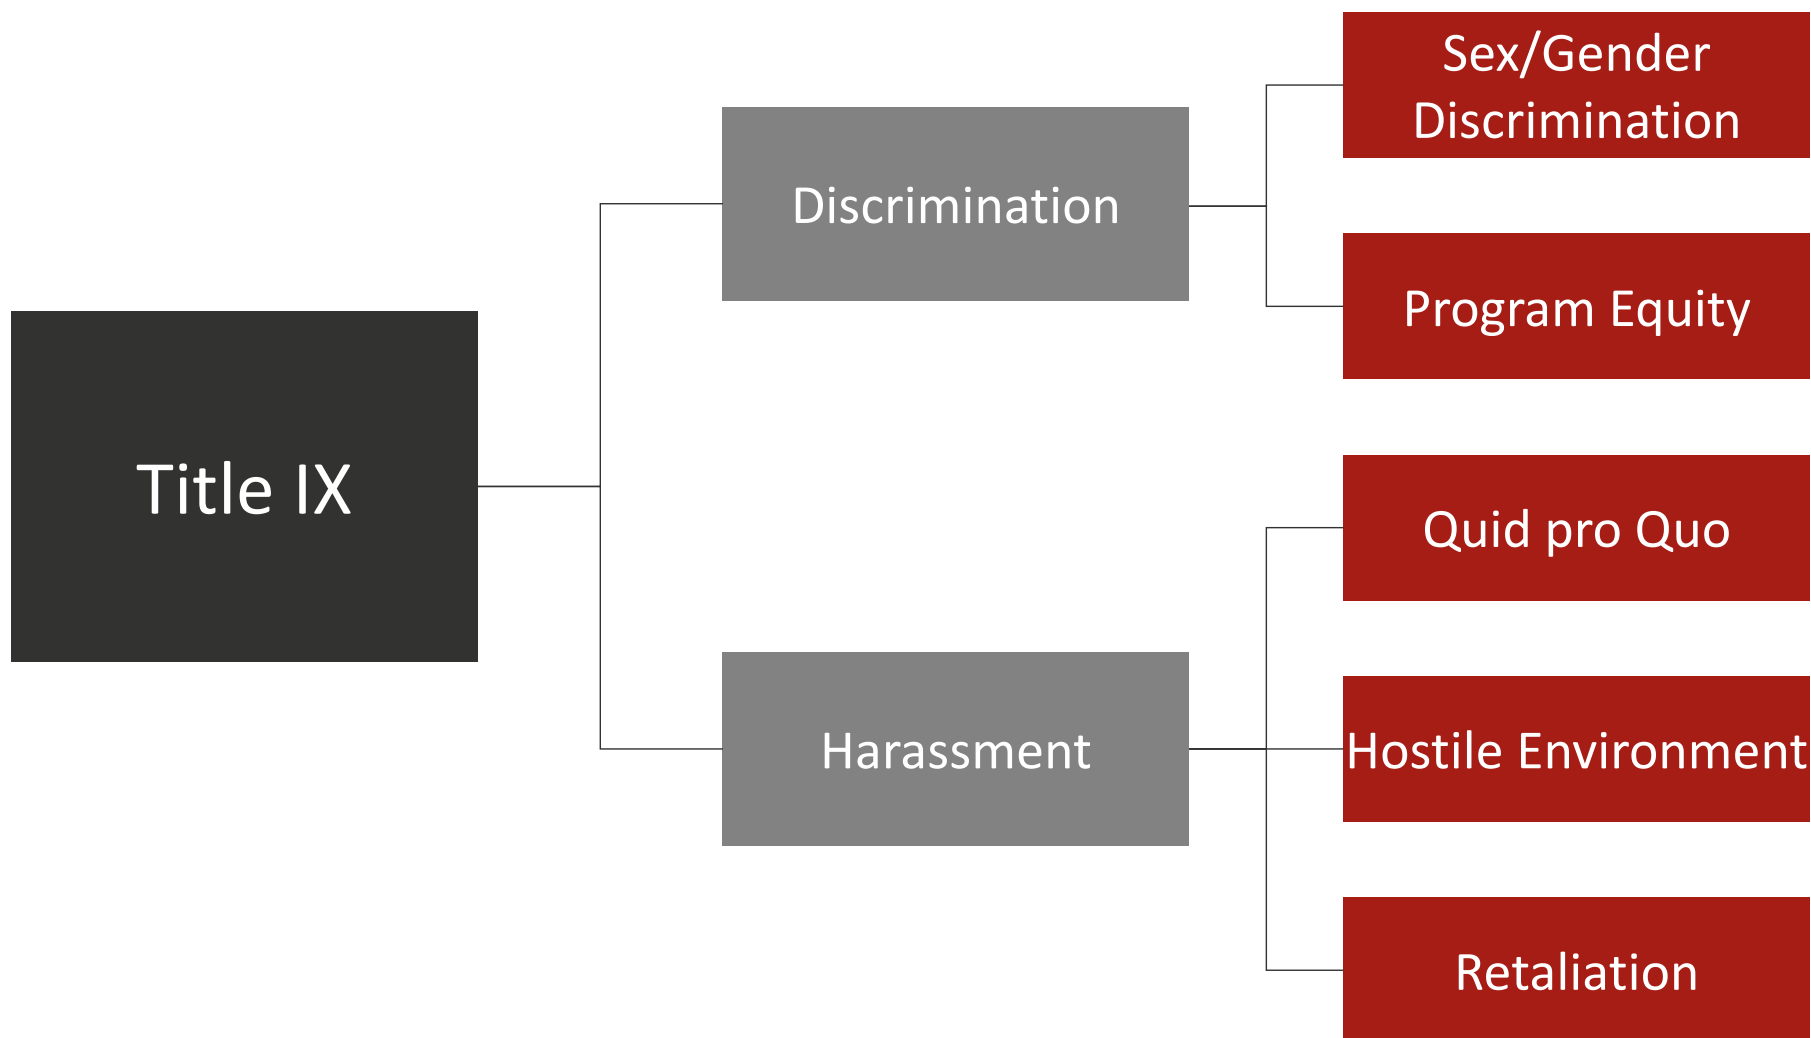 Title IX
Discrimination
Sex/Gender
Discrimination
Program Equity
Harassment
Quid pro Quo
Hostile Environment
Retaliation